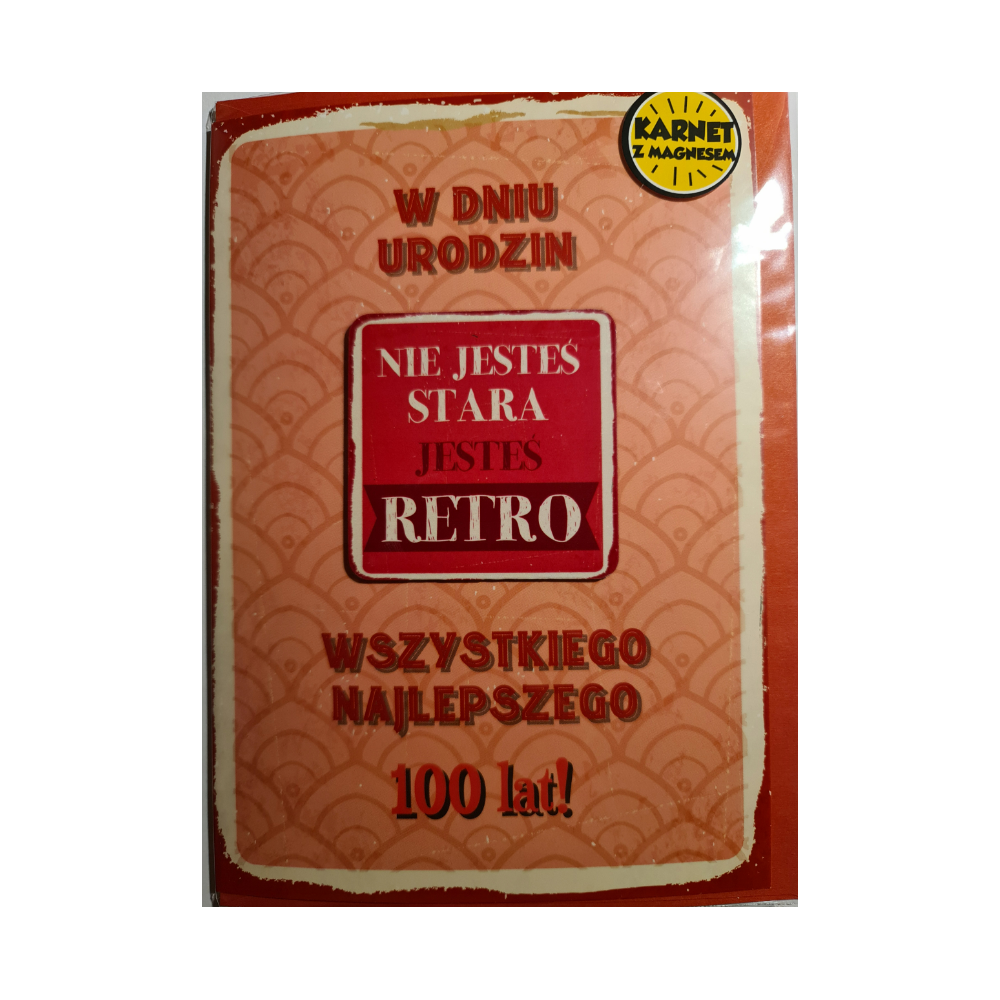 KARNET
Z MAGNESEM
W DNIU
URODZIN
NIE JESTEŚ
STARA
JESTEŚ
RETRO
WSZYSTKIEGO
NAJLEPSZEGO
100 lat!